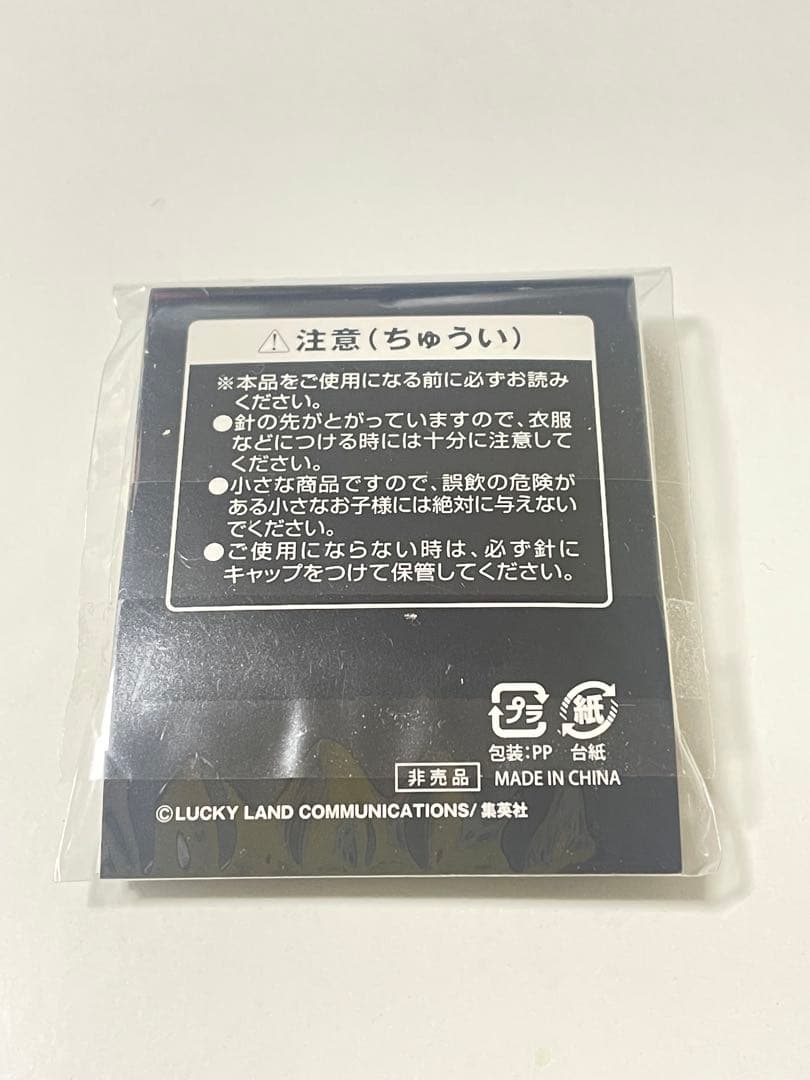 ⚠注意(ちゅうい)
※本品をご使用になる前に必ずお読み
ください。
●針の先がとがっていますので、衣服
などにつける時には十分に注意して
ください。
●小さな商品ですので、誤飲の危険が
ある小さなお子様には絶対に与えない
でください。
●ご使用にならない時は、必ず針に
キャップをつけて保管してください。
プラ 紙
包装:PP 台紙
非売品 MADE IN CHINA
©LUCKY LAND COMMUNICATIONS/集英社